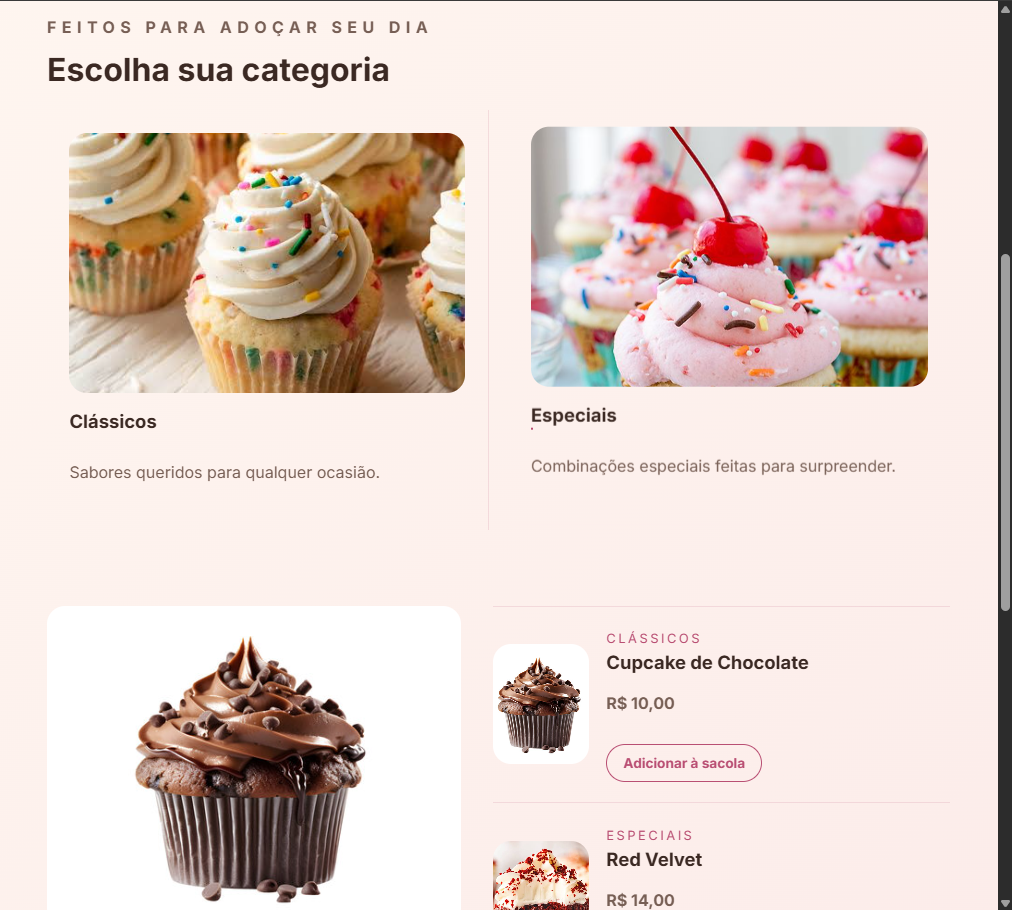 FEITOS PARA ADOÇAR SEU DIA
Escolha sua categoria
Clássicos
Sabores queridos para qualquer ocasião.
Especiais
Combinações especiais feitas para surpreender.
CLÁSSICOS
Cupcake de Chocolate
R$ 10,00
Adicionar à sacola
ESPECIAIS
Red Velvet
R$ 14,00